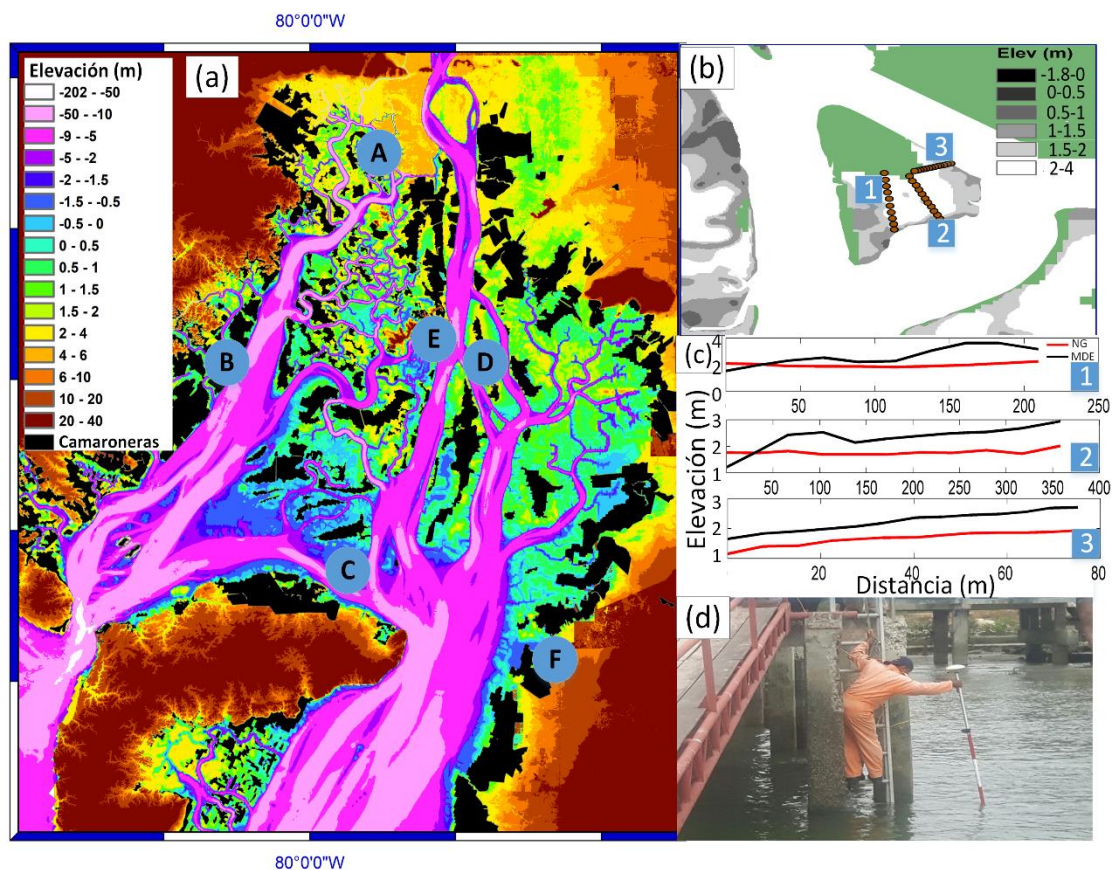 80°0'0"W
Elevación (m)
-202 - -50
-50 - -10
-9 - -5
-5 - -2
-2 - -1.5
-1.5 - -0.5
-0.5 - 0
0 - 0.5
0.5 - 1
1 - 1.5
1.5 - 2
2 - 4
4 - 6
6 -10
10 - 20
20 - 40
Camaroneras
(a)
A
B
E
D
C
F
80°0'0"W
(b)
Elev (m)
-1.8-0
0-0.5
0.5-1
1-1.5
1.5-2
2-4
1
3
2
(c)
Elevación (m)
4
2
0
NG
MDE
1
50
100
150
200
250
3
2
1
2
50
100
150
200
250
300
350
400
3
2
1
3
20
40
60
80
Distancia (m)
(d)